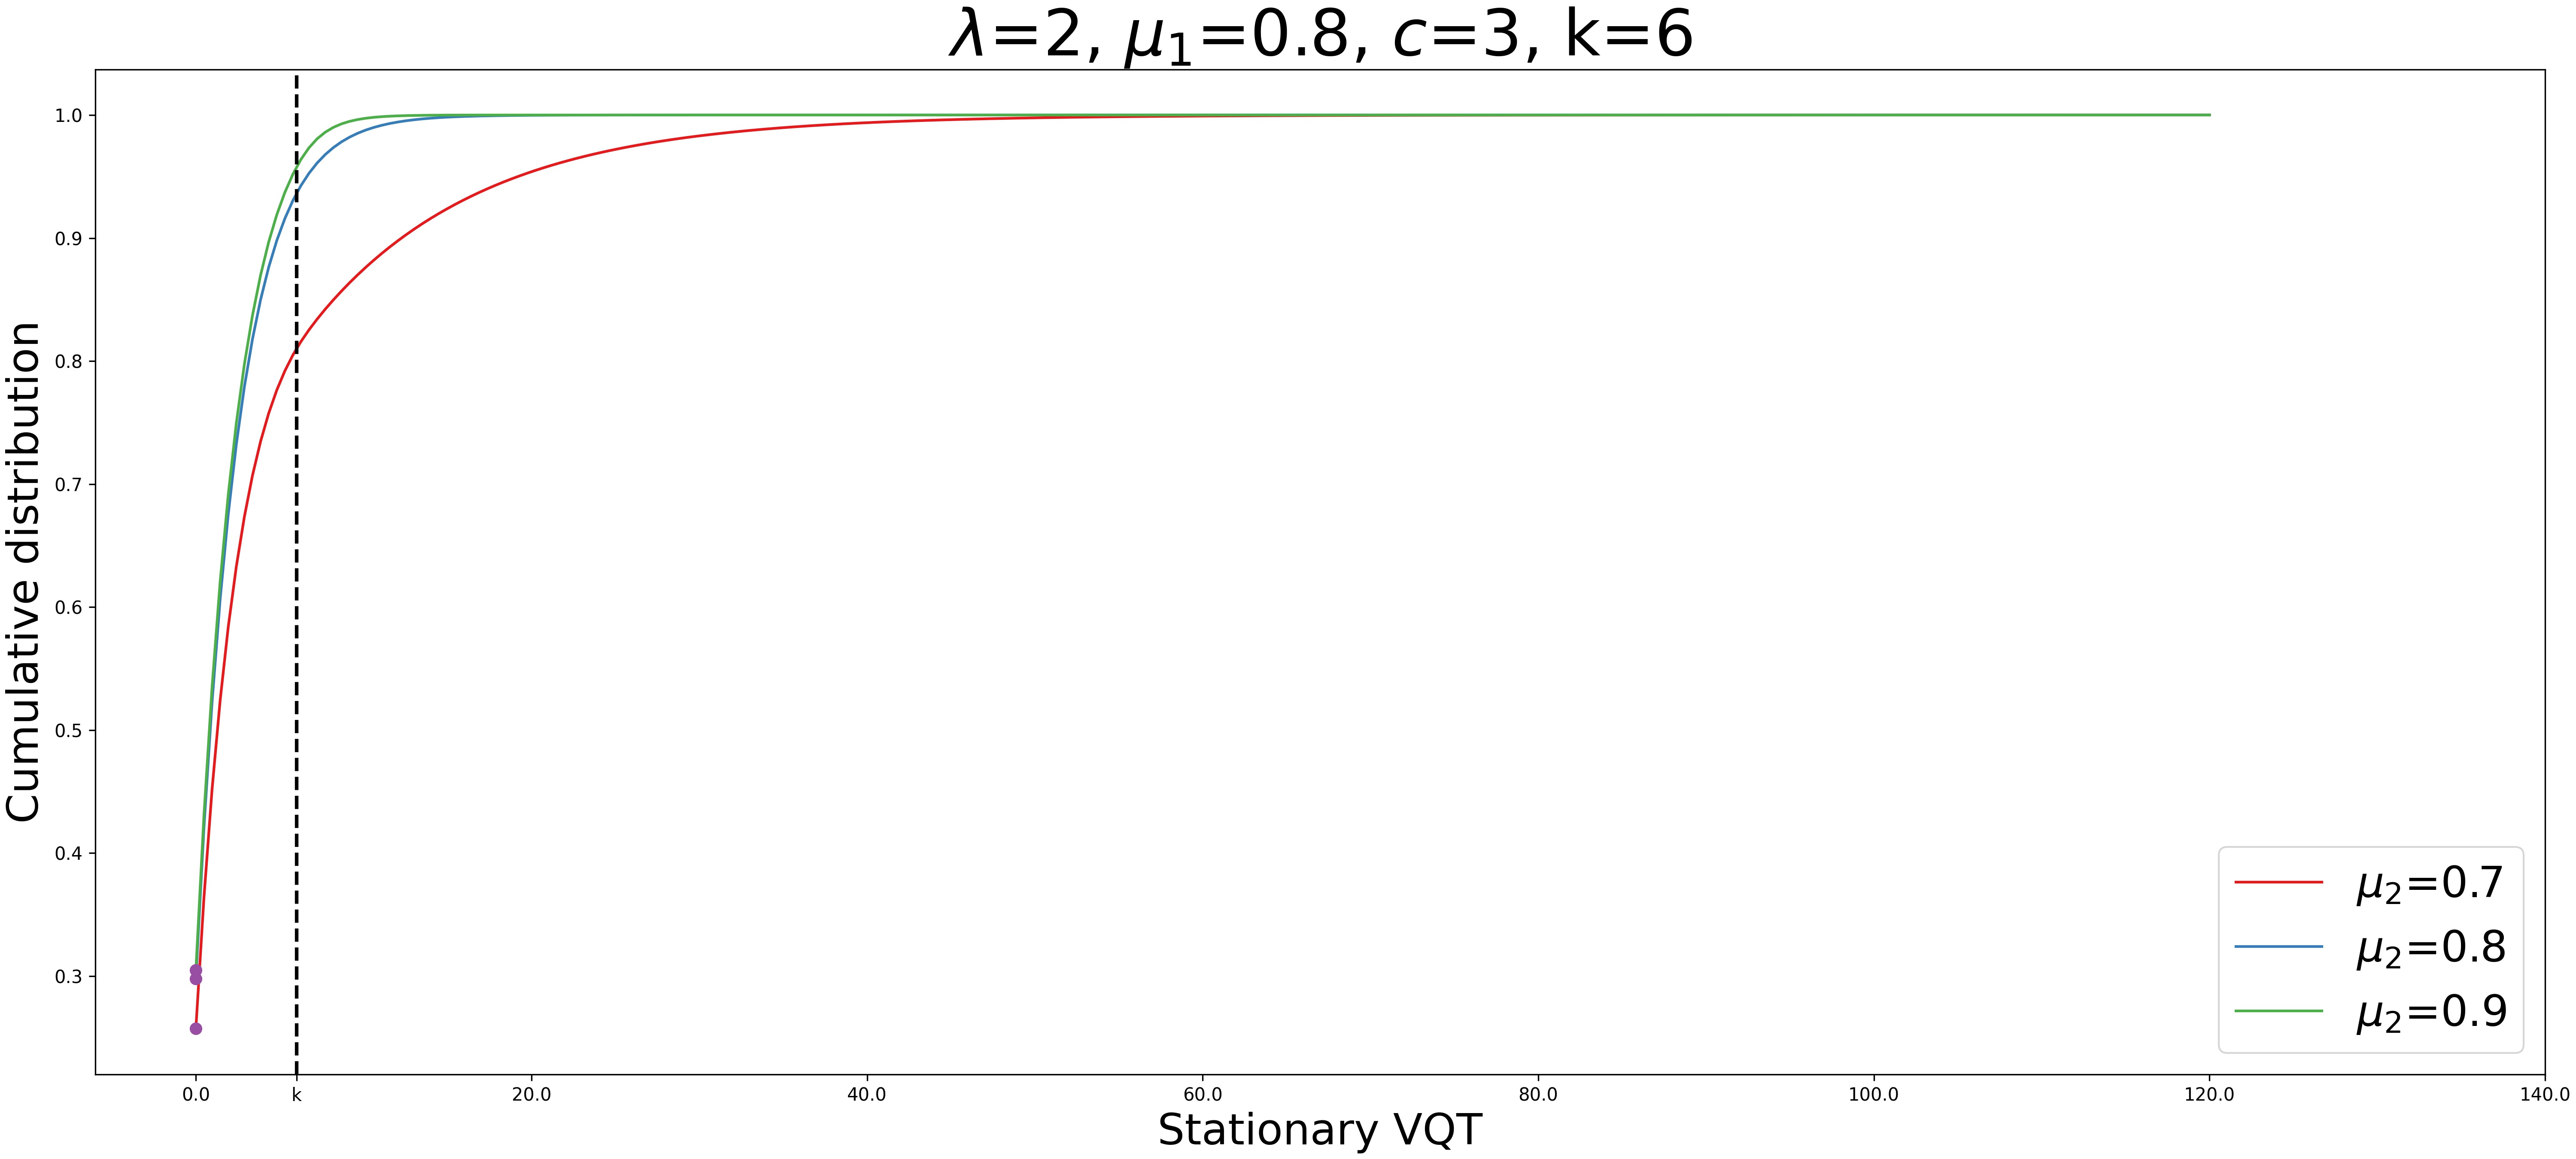 λ=2, μ₁=0.8, c=3, k=6
Cumulative distribution
1.0
0.9
0.8
0.7
0.6
0.5
0.4
0.3
0.0 k 20.0 40.0 60.0 80.0 100.0 120.0 140.0
Stationary VQT
μ₂=0.7
μ₂=0.8
μ₂=0.9